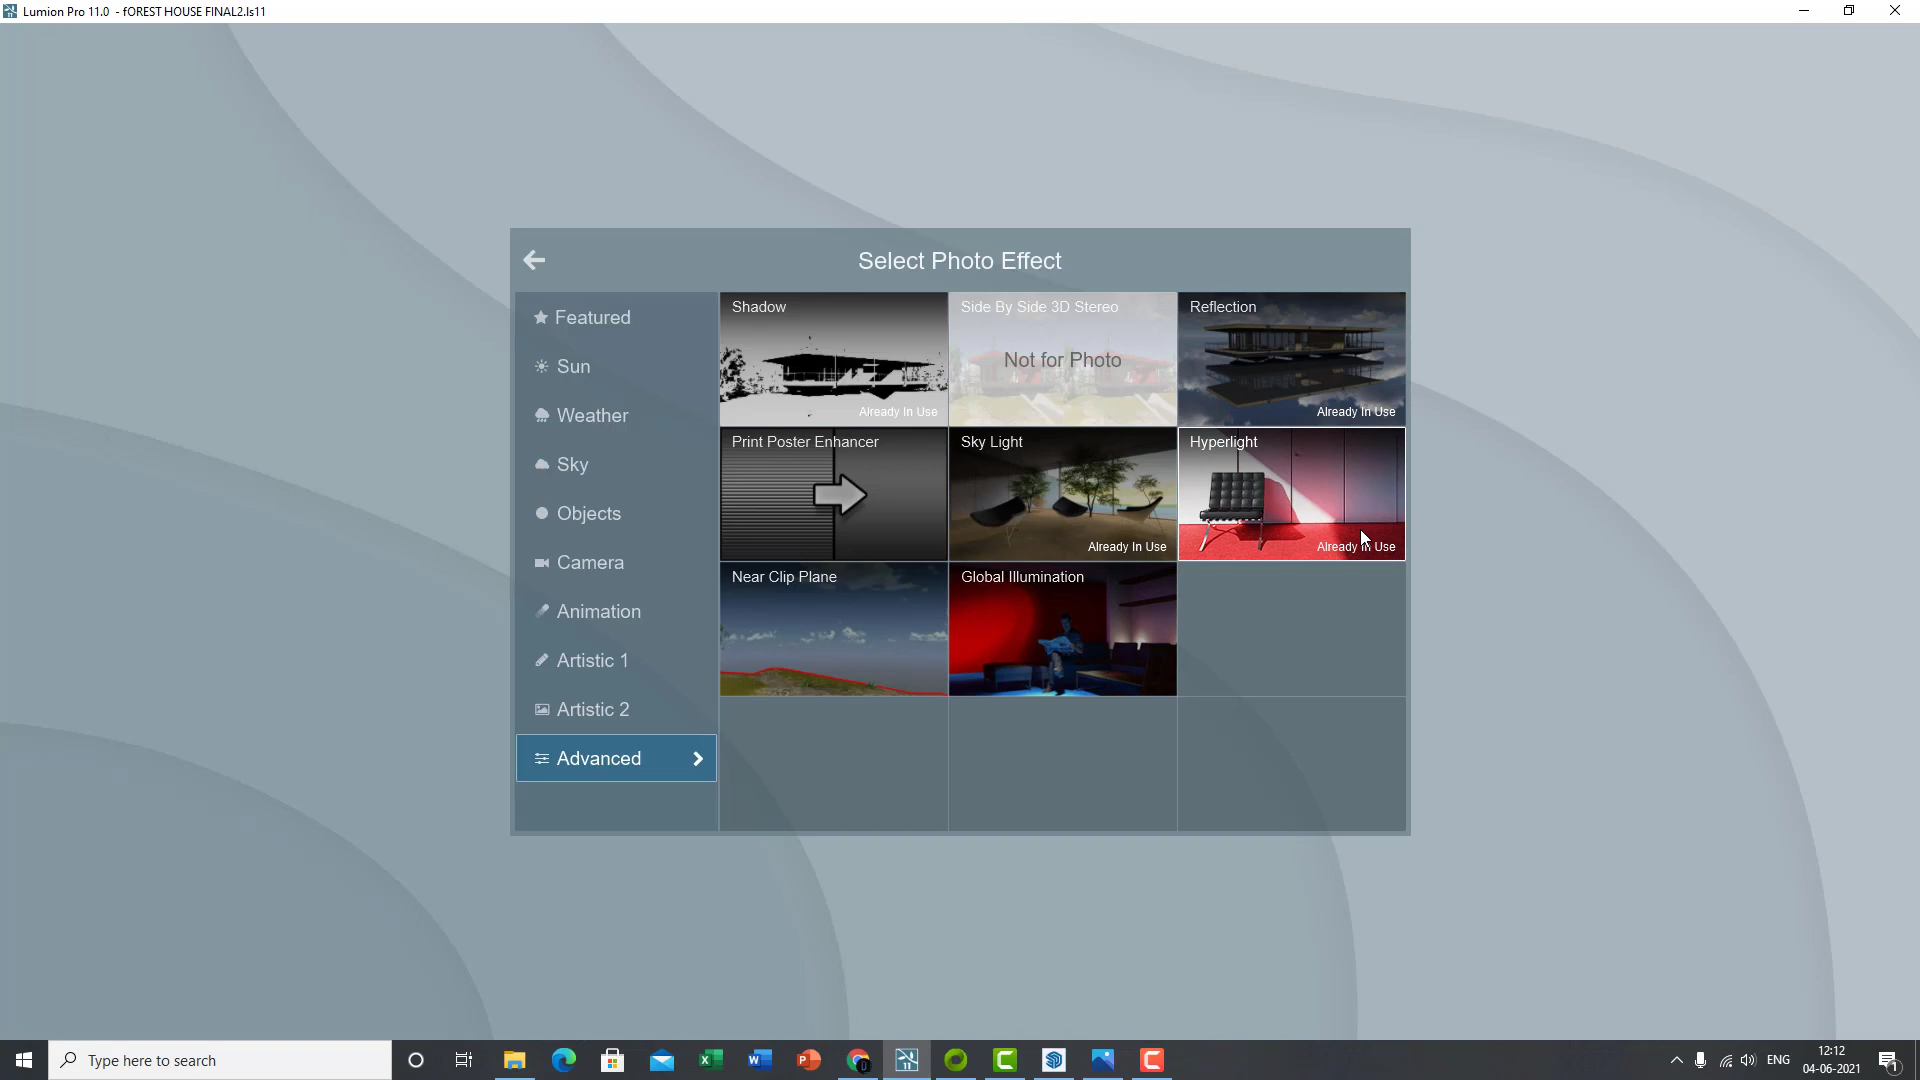 Lumion Pro 11.0 - fOREST HOUSE FINAL2.ls11
Select Photo Effect
Featured
Sun
Weather
Sky
Objects
Camera
Animation
Artistic 1
Artistic 2
Advanced
Shadow
Already In Use
Side By Side 3D Stereo
Not for Photo
Reflection
Already In Use
Print Poster Enhancer
Sky Light
Already In Use
Hyperlight
Already In Use
Near Clip Plane
Global Illumination
Type here to search
ENG
12:12
04-06-2021